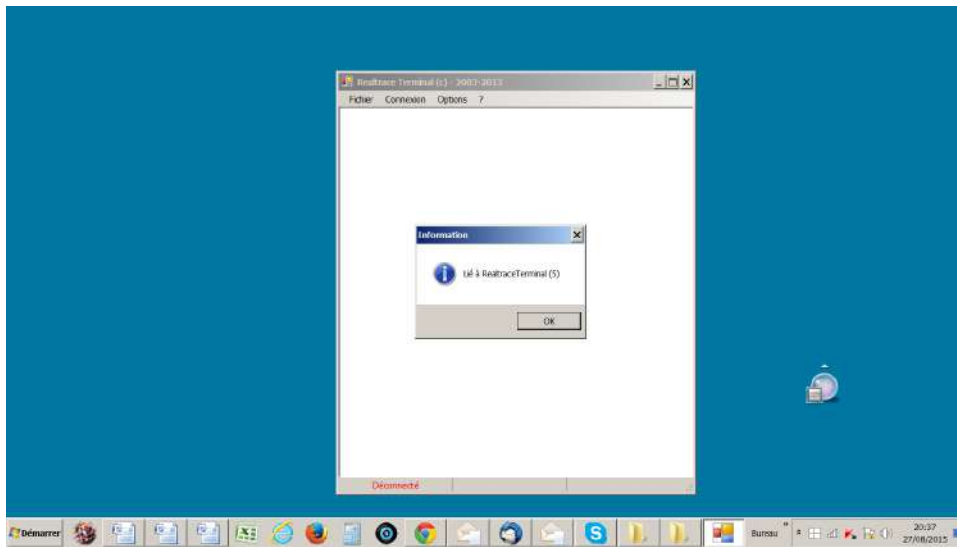 Realtrace Terminal (c) - 2003-2013
Fichier Connexion Options ?
Information
Lié à RealtraceTerminal (5)
OK
Déconnecté
Démarrer
Bureau
20:37
27/08/2015